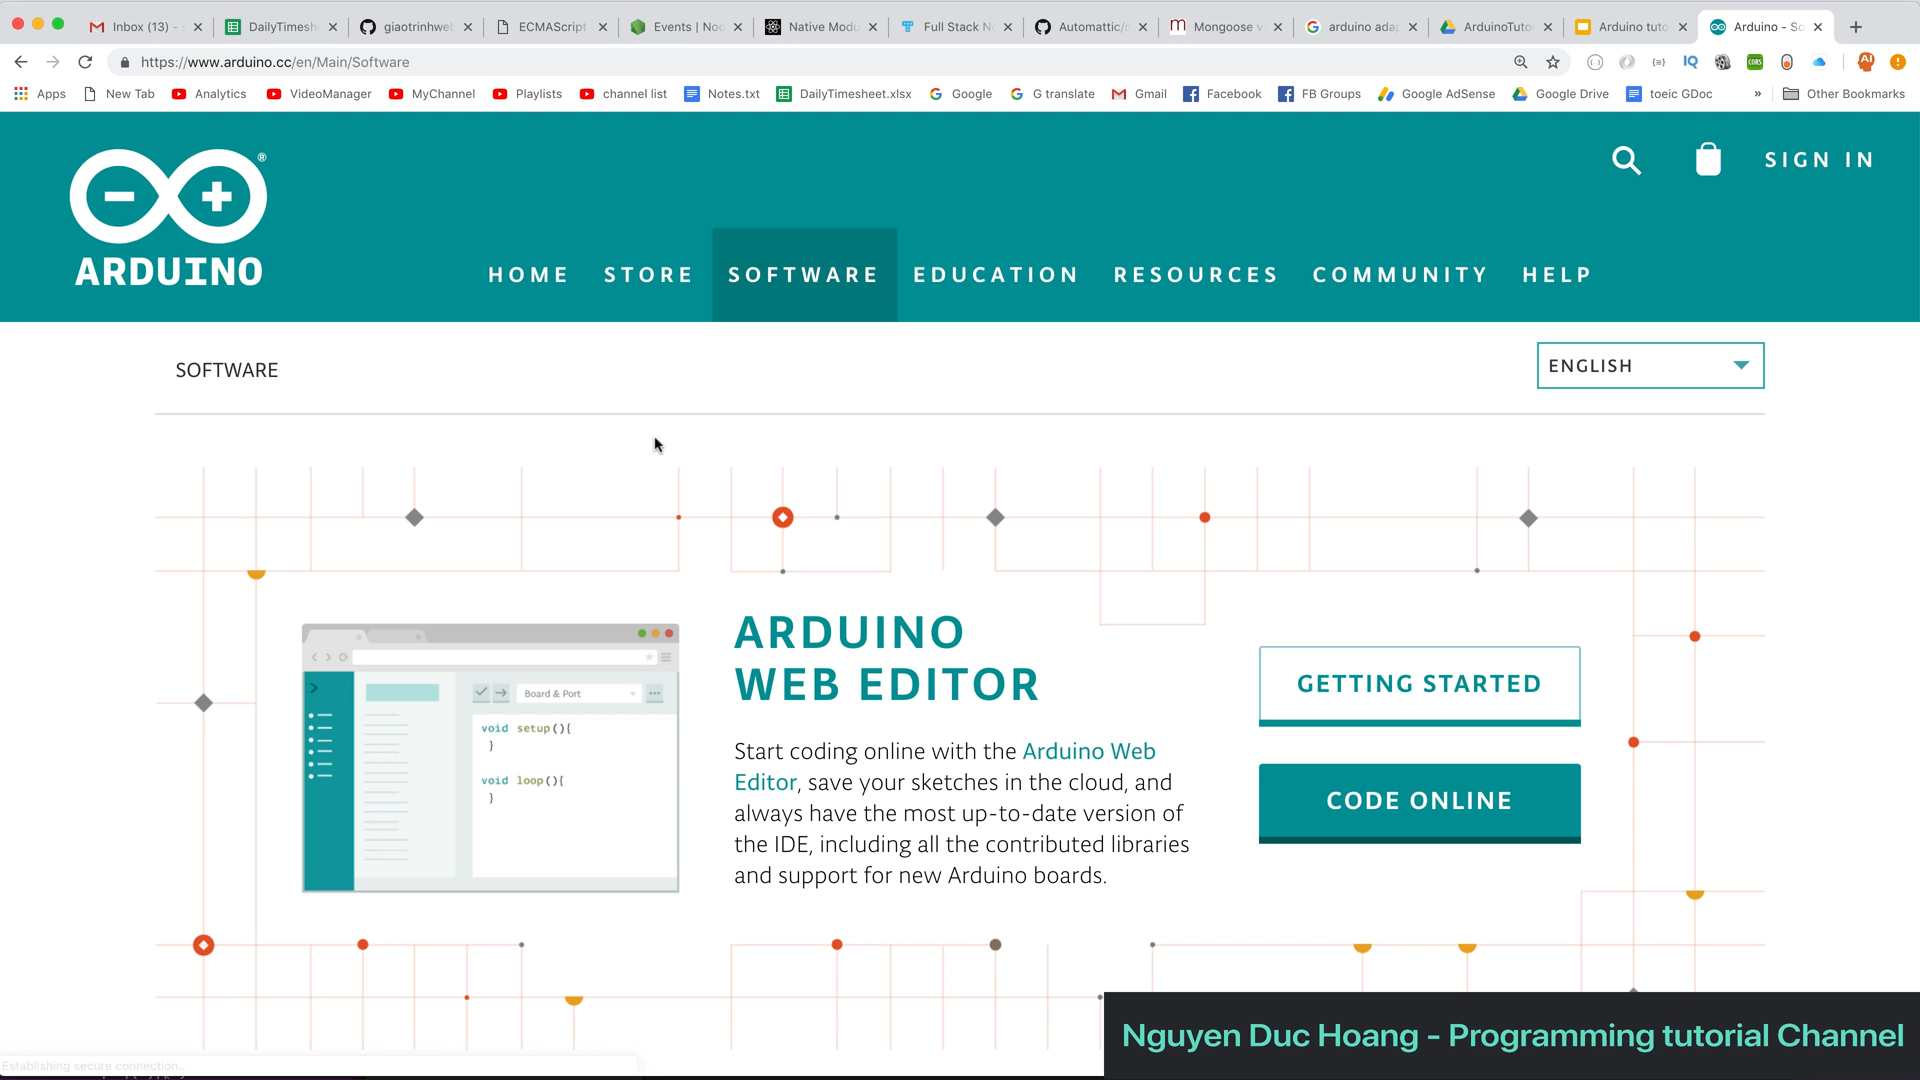 Inbox (13) -
DailyTimeshe
giaotrinhweb
ECMAScript
Events | No
Native Modu
Full Stack N
Automattic/
Mongoose v
arduino ada
ArduinoTuto
Arduino tuto
Arduino - So
https://www.arduino.cc/en/Main/Software
Apps
New Tab
Analytics
VideoManager
MyChannel
Playlists
channel list
Notes.txt
DailyTimesheet.xlsx
Google
G translate
Gmail
Facebook
FB Groups
Google AdSense
Google Drive
toeic GDoc
»
Other Bookmarks
ARDUINO
SIGN IN
HOME
STORE
SOFTWARE
EDUCATION
RESOURCES
COMMUNITY
HELP
SOFTWARE
ENGLISH
Board & Port
void setup(){
}
void loop(){
}
ARDUINO
WEB EDITOR
Start coding online with the Arduino Web
Editor, save your sketches in the cloud, and
always have the most up-to-date version of
the IDE, including all the contributed libraries
and support for new Arduino boards.
GETTING STARTED
CODE ONLINE
Nguyen Duc Hoang - Programming tutorial Channel
Establishing secure connection...